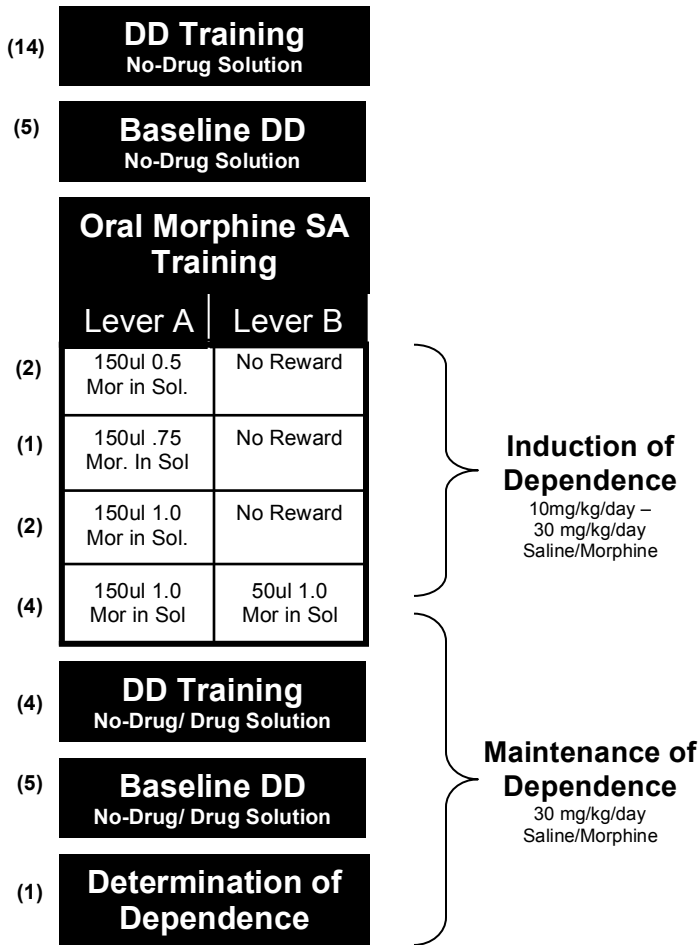 (14)
DD Training
No-Drug Solution
(5)
Baseline DD
No-Drug Solution
Oral Morphine SA
Training
Lever A
Lever B
(2)
150ul 0.5
Mor in Sol.
No Reward
(1)
150ul .75
Mor. In Sol
No Reward
(2)
150ul 1.0
Mor in Sol.
No Reward
(4)
150ul 1.0
Mor in Sol
50ul 1.0
Mor in Sol
Induction of
Dependence
10mg/kg/day –
30 mg/kg/day
Saline/Morphine
(4)
DD Training
No-Drug/ Drug Solution
(5)
Baseline DD
No-Drug/ Drug Solution
(1)
Determination of
Dependence
Maintenance of
Dependence
30 mg/kg/day
Saline/Morphine